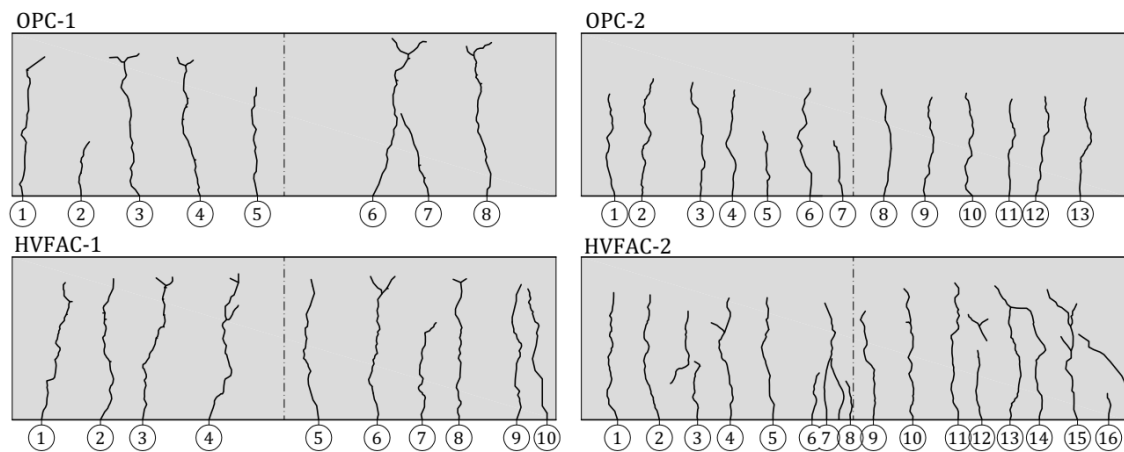 OPC-1
1 2 3 4 5 6 7 8
OPC-2
1 2 3 4 5 6 7 8 9 10 11 12 13
HVFAC-1
1 2 3 4 5 6 7 8 9 10
HVFAC-2
1 2 3 4 5 6 7 8 9 10 11 12 13 14 15 16